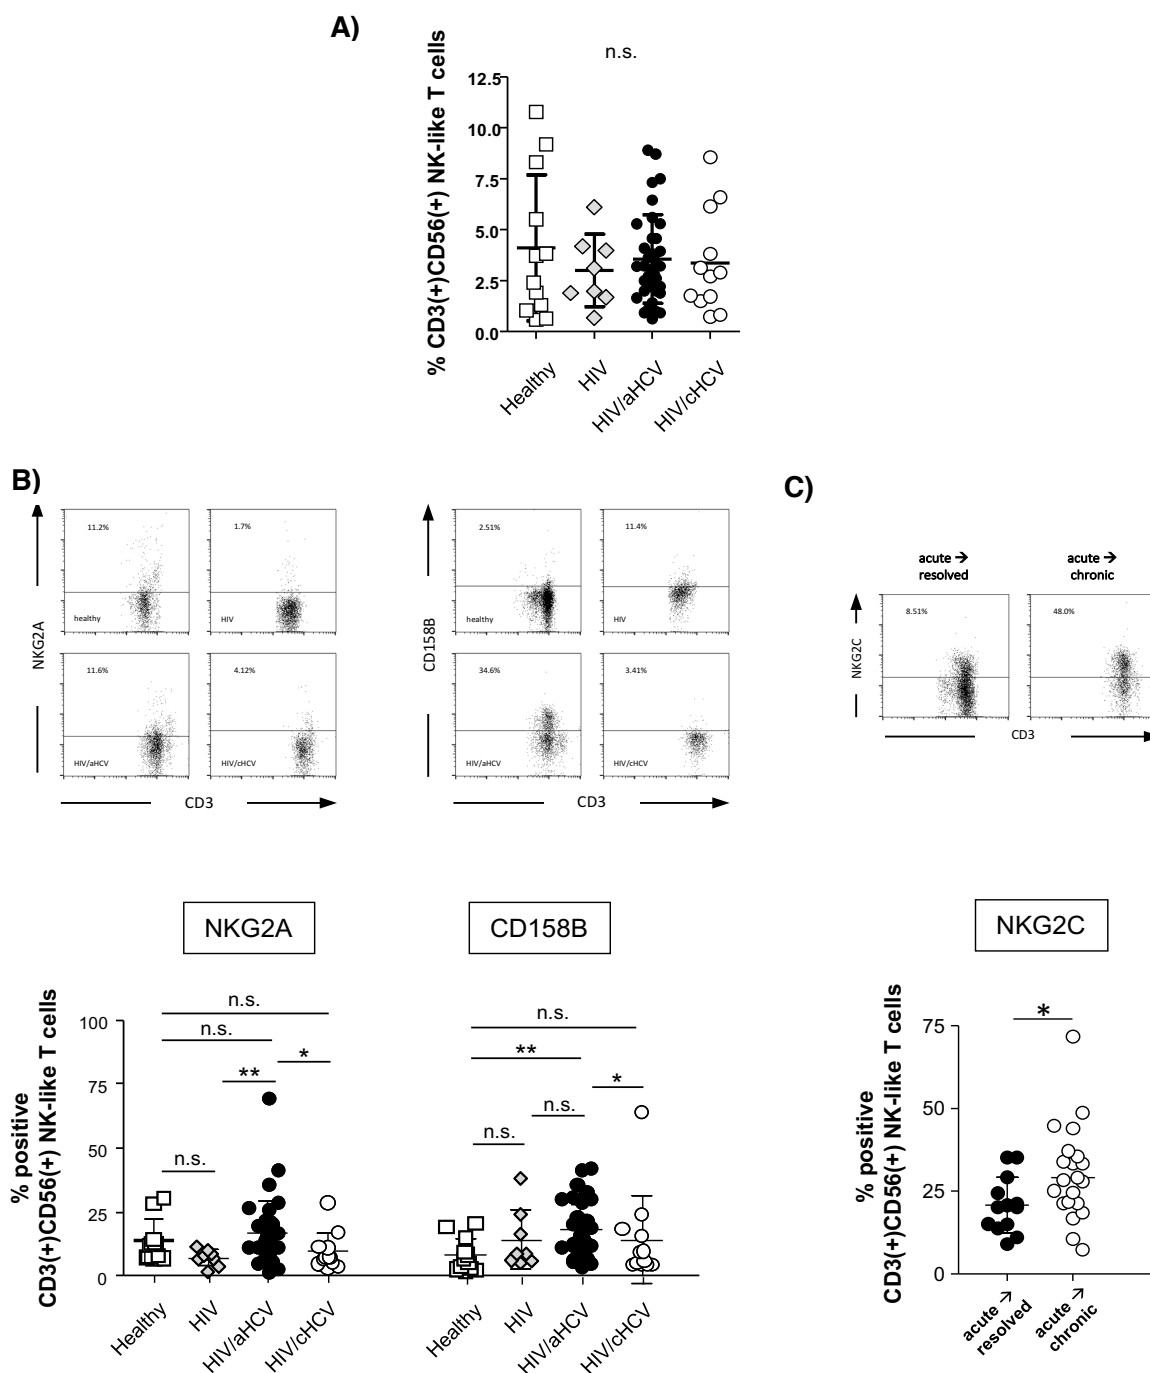 A)
n.s.
% CD3(+)CD56(+) NK-like T cells
12.5
10.0
7.5
5.0
2.5
0.0
Healthy
HIV
HIV/aHCV
HIV/cHCV
B)
NKG2A
11.2%
healthy
1.7%
HIV
11.6%
HIV/aHCV
4.12%
HIV/cHCV
CD3
CD158B
2.51%
healthy
11.4%
HIV
34.6%
HIV/aHCV
3.41%
HIV/cHCV
CD3
C)
acute →
resolved
acute →
chronic
NKG2C
8.51%
48.0%
CD3
NKG2A
CD158B
% positive
CD3(+)CD56(+) NK-like T cells
100
75
50
25
0
n.s.
n.s.
*
**
n.s.
n.s.
**
*
n.s.
n.s.
Healthy
HIV
HIV/aHCV
HIV/cHCV
Healthy
HIV
HIV/aHCV
HIV/cHCV
NKG2C
% positive
CD3(+)CD56(+) NK-like T cells
75
50
25
0
*
acute →
resolved
acute →
chronic